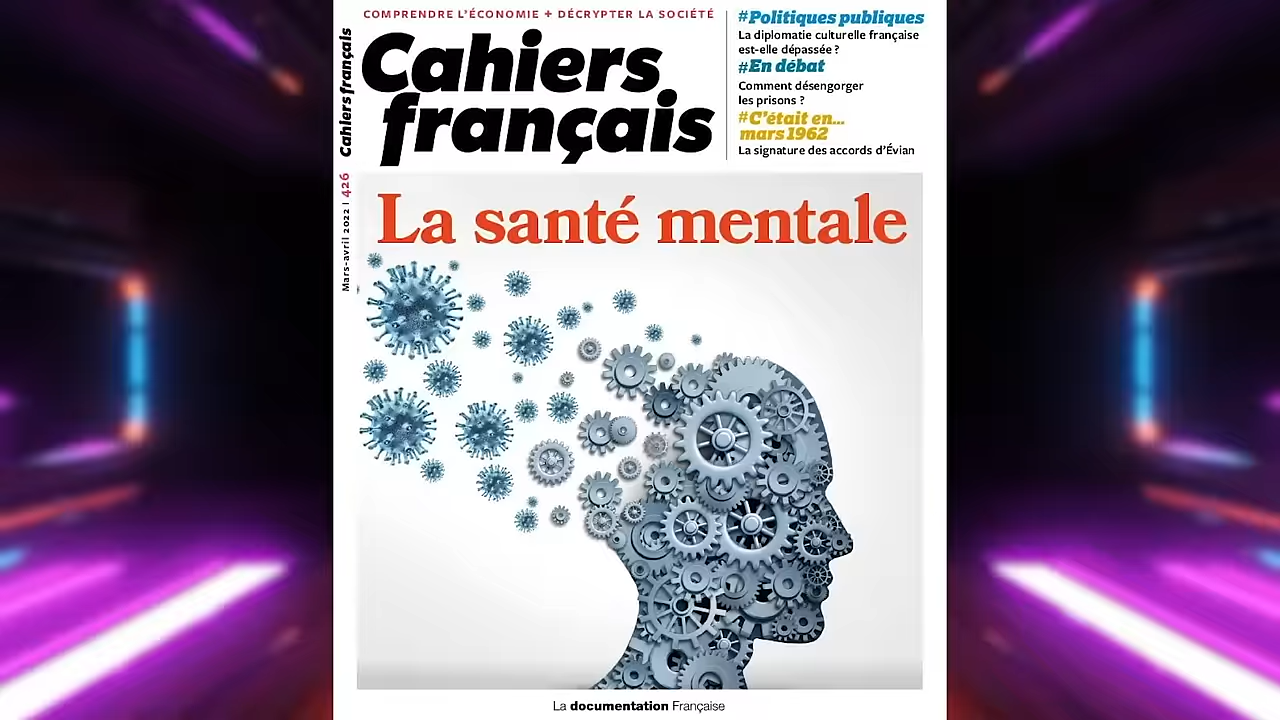 COMPRENDRE L'ÉCONOMIE + DÉCRYPTER LA SOCIÉTÉ
Cahiers
français
#Politiques publiques
La diplomatie culturelle française
est-elle dépassée ?
#En débat
Comment désengorger
les prisons ?
#C'était en...
mars 1962
La signature des accords d'Évian
Cahiers français
Mars-avril 2022 | 426
La santé mentale
La documentation Française